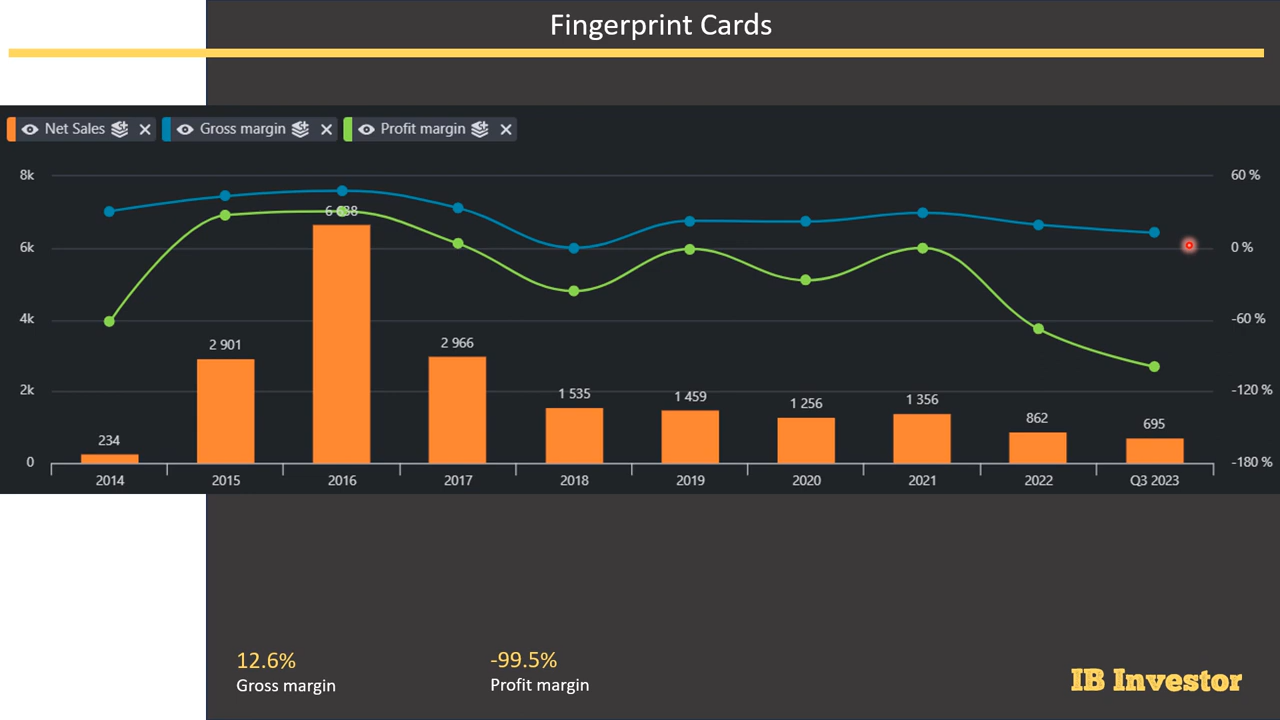 Fingerprint Cards
Net Sales Gross margin Profit margin
8k 60 %
6k 0 %
4k -60 %
2k -120 %
0 -180 %
234 2 901 2 966 1 535 1 459 1 256 1 356 862 695
2014 2015 2016 2017 2018 2019 2020 2021 2022 Q3 2023
12.6% -99.5%
Gross margin Profit margin
IB Investor